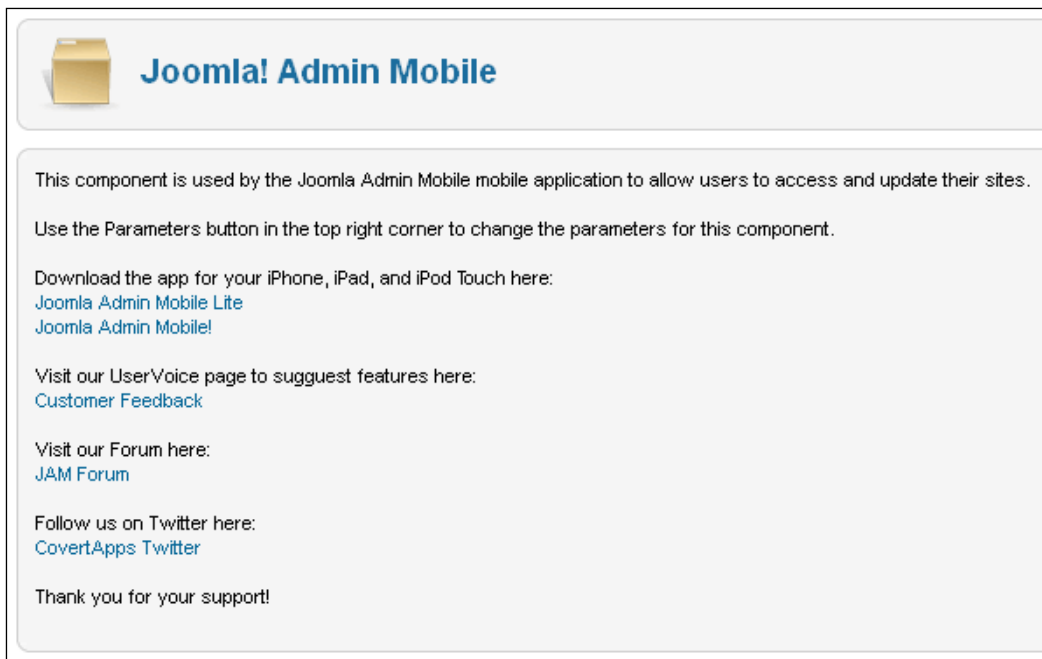 Joomla! Admin Mobile
This component is used by the Joomla Admin Mobile mobile application to allow users to access and update their sites.
Use the Parameters button in the top right corner to change the parameters for this component.
Download the app for your iPhone, iPad, and iPod Touch here:
Joomla Admin Mobile Lite
Joomla Admin Mobile!
Visit our UserVoice page to sugguest features here:
Customer Feedback
Visit our Forum here:
JAM Forum
Follow us on Twitter here:
CovertApps Twitter
Thank you for your support!